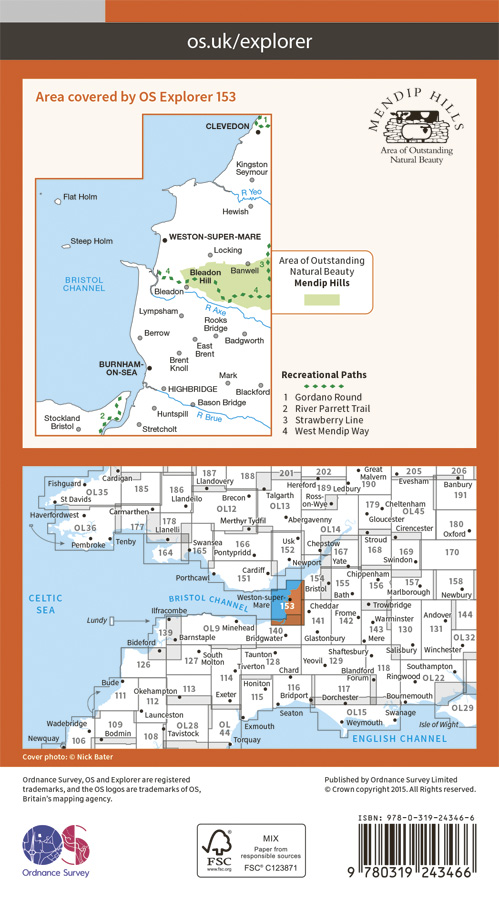 os.uk/explorer
Area covered by OS Explorer 153
MENDIP HILLS
Area of Outstanding
Natural Beauty
CLEVEDON
1
Kingston
Seymour
R Yeo
Hewish
Flat Holm
Steep Holm
WESTON-SUPER-MARE
Locking
Banwell
3
BRISTOL
CHANNEL
4
Bleadon
Hill
Bleadon
4
R Axe
Lympsham
Rooks
Bridge
Berrow
East
Brent
Badgworth
Brent
Knoll
BURNHAM-
ON-SEA
Mark
Blackford
HIGHBRIDGE
Bason Bridge
2
Huntspill
R Brue
Stockland
Bristol
Stretcholt
Area of Outstanding
Natural Beauty
Mendip Hills
Recreational Paths
1 Gordano Round
2 River Parrett Trail
3 Strawberry Line
4 West Mendip Way
Fishguard
Cardigan
187
Llandovery
188
201
202
Great
Malvern
205
206
OL35
185
186
Hereford
189
Ledbury
190
Evesham
Banbury
191
St Davids
Llandeilo
Brecon
Talgarth
Ross-
on-Wye
Haverfordwest
Carmarthen
OL12
OL13
OL14
179
Cheltenham
OL45
OL36
177
178
Llanelli
Merthyr Tydfil
Abergavenny
Gloucester
Cirencester
180
Oxford
Pembroke
Tenby
164
Swansea
165
166
Pontypridd
Usk
152
Chepstow
167
Yate
Stroud
168
169
Swindon
170
Newport
Porthcawl
Cardiff
151
154
Bristol
155
Bath
Chippenham
156
157
Marlborough
158
Newbury
CELTIC
SEA
BRISTOL CHANNEL
Weston-super-
Mare
153
Cheddar
141
Frome
142
Trowbridge
Warminster
143
Mere
130
Andover
131
144
Lundy
Ilfracombe
139
Barnstaple
OL9
Minehead
140
Bridgwater
Glastonbury
Salisbury
Winchester
OL32
Bideford
126
127
South
Molton
Taunton
128
Tiverton
Yeovil
129
Shaftesbury
Blandford
Forum
118
Southampton
Ringwood
OL22
Bude
111
Okehampton
112
113
114
Exeter
Honiton
115
Chard
116
Bridport
117
Dorchester
Bournemouth
OL29
Launceston
Seaton
OL15
Weymouth
Swanage
Isle of Wight
Wadebridge
109
Bodmin
108
OL28
Tavistock
OL
44
Exmouth
Newquay
106
Torquay
ENGLISH CHANNEL
Cover photo: © Nick Bater
Ordnance Survey, OS and Explorer are registered
trademarks, and the OS logos are trademarks of OS,
Britain's mapping agency.
Published by Ordnance Survey Limited
© Crown copyright 2015. All Rights reserved.
OS
Ordnance Survey
FSC
www.fsc.org
MIX
Paper from
responsible sources
FSC® C123871
ISBN: 978-0-319-24346-6
9 780319 243466